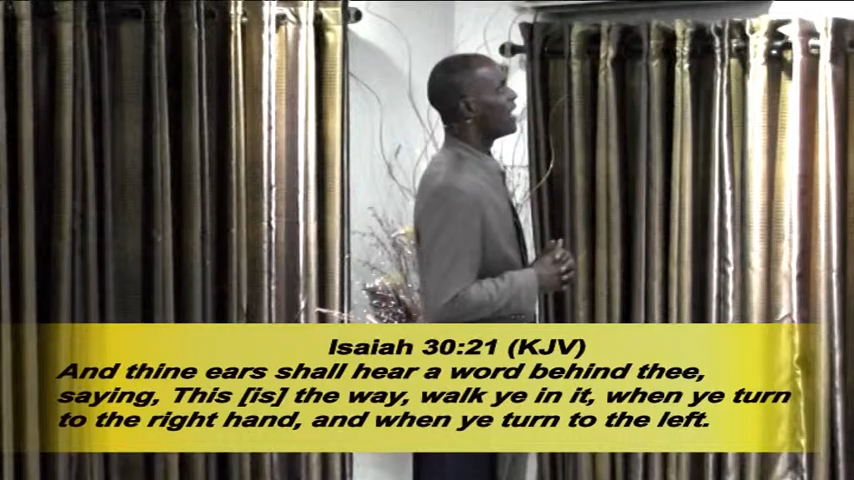 Isaiah 30:21 (KJV)
And thine ears shall hear a word behind thee,
saying, This [is] the way, walk ye in it, when ye turn
to the right hand, and when ye turn to the left.